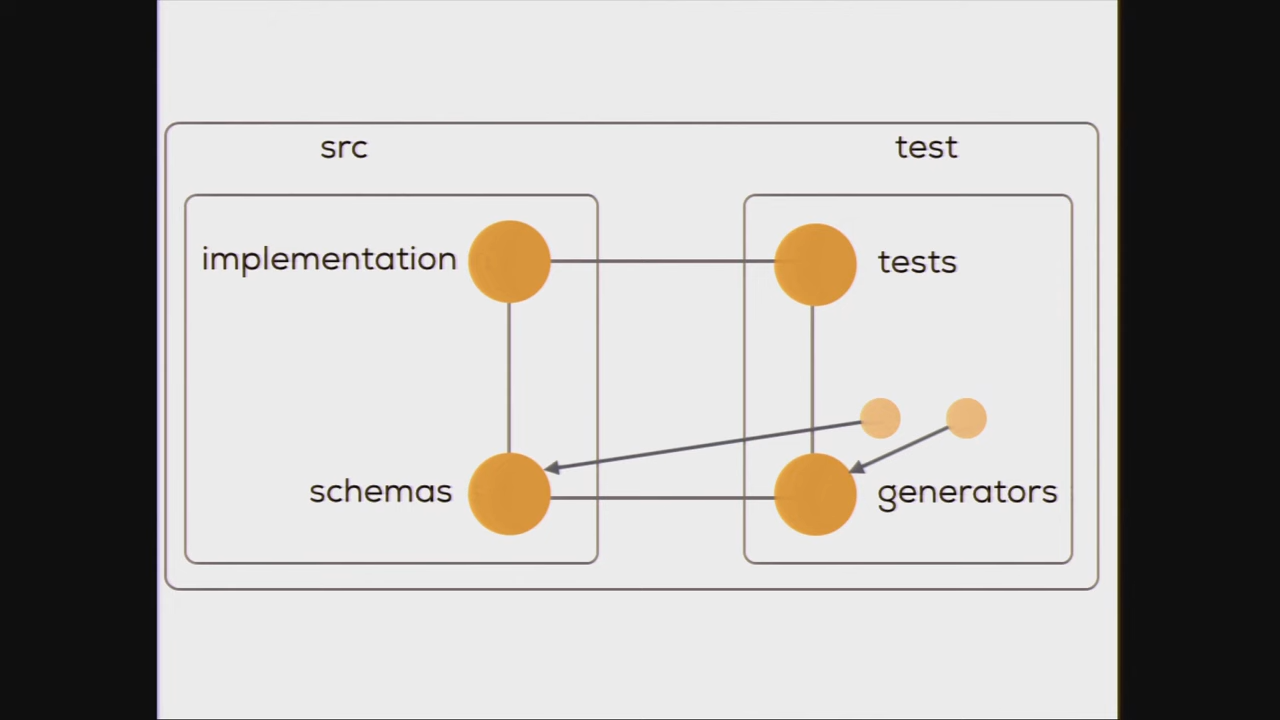 src
test
implementation
tests
schemas
generators